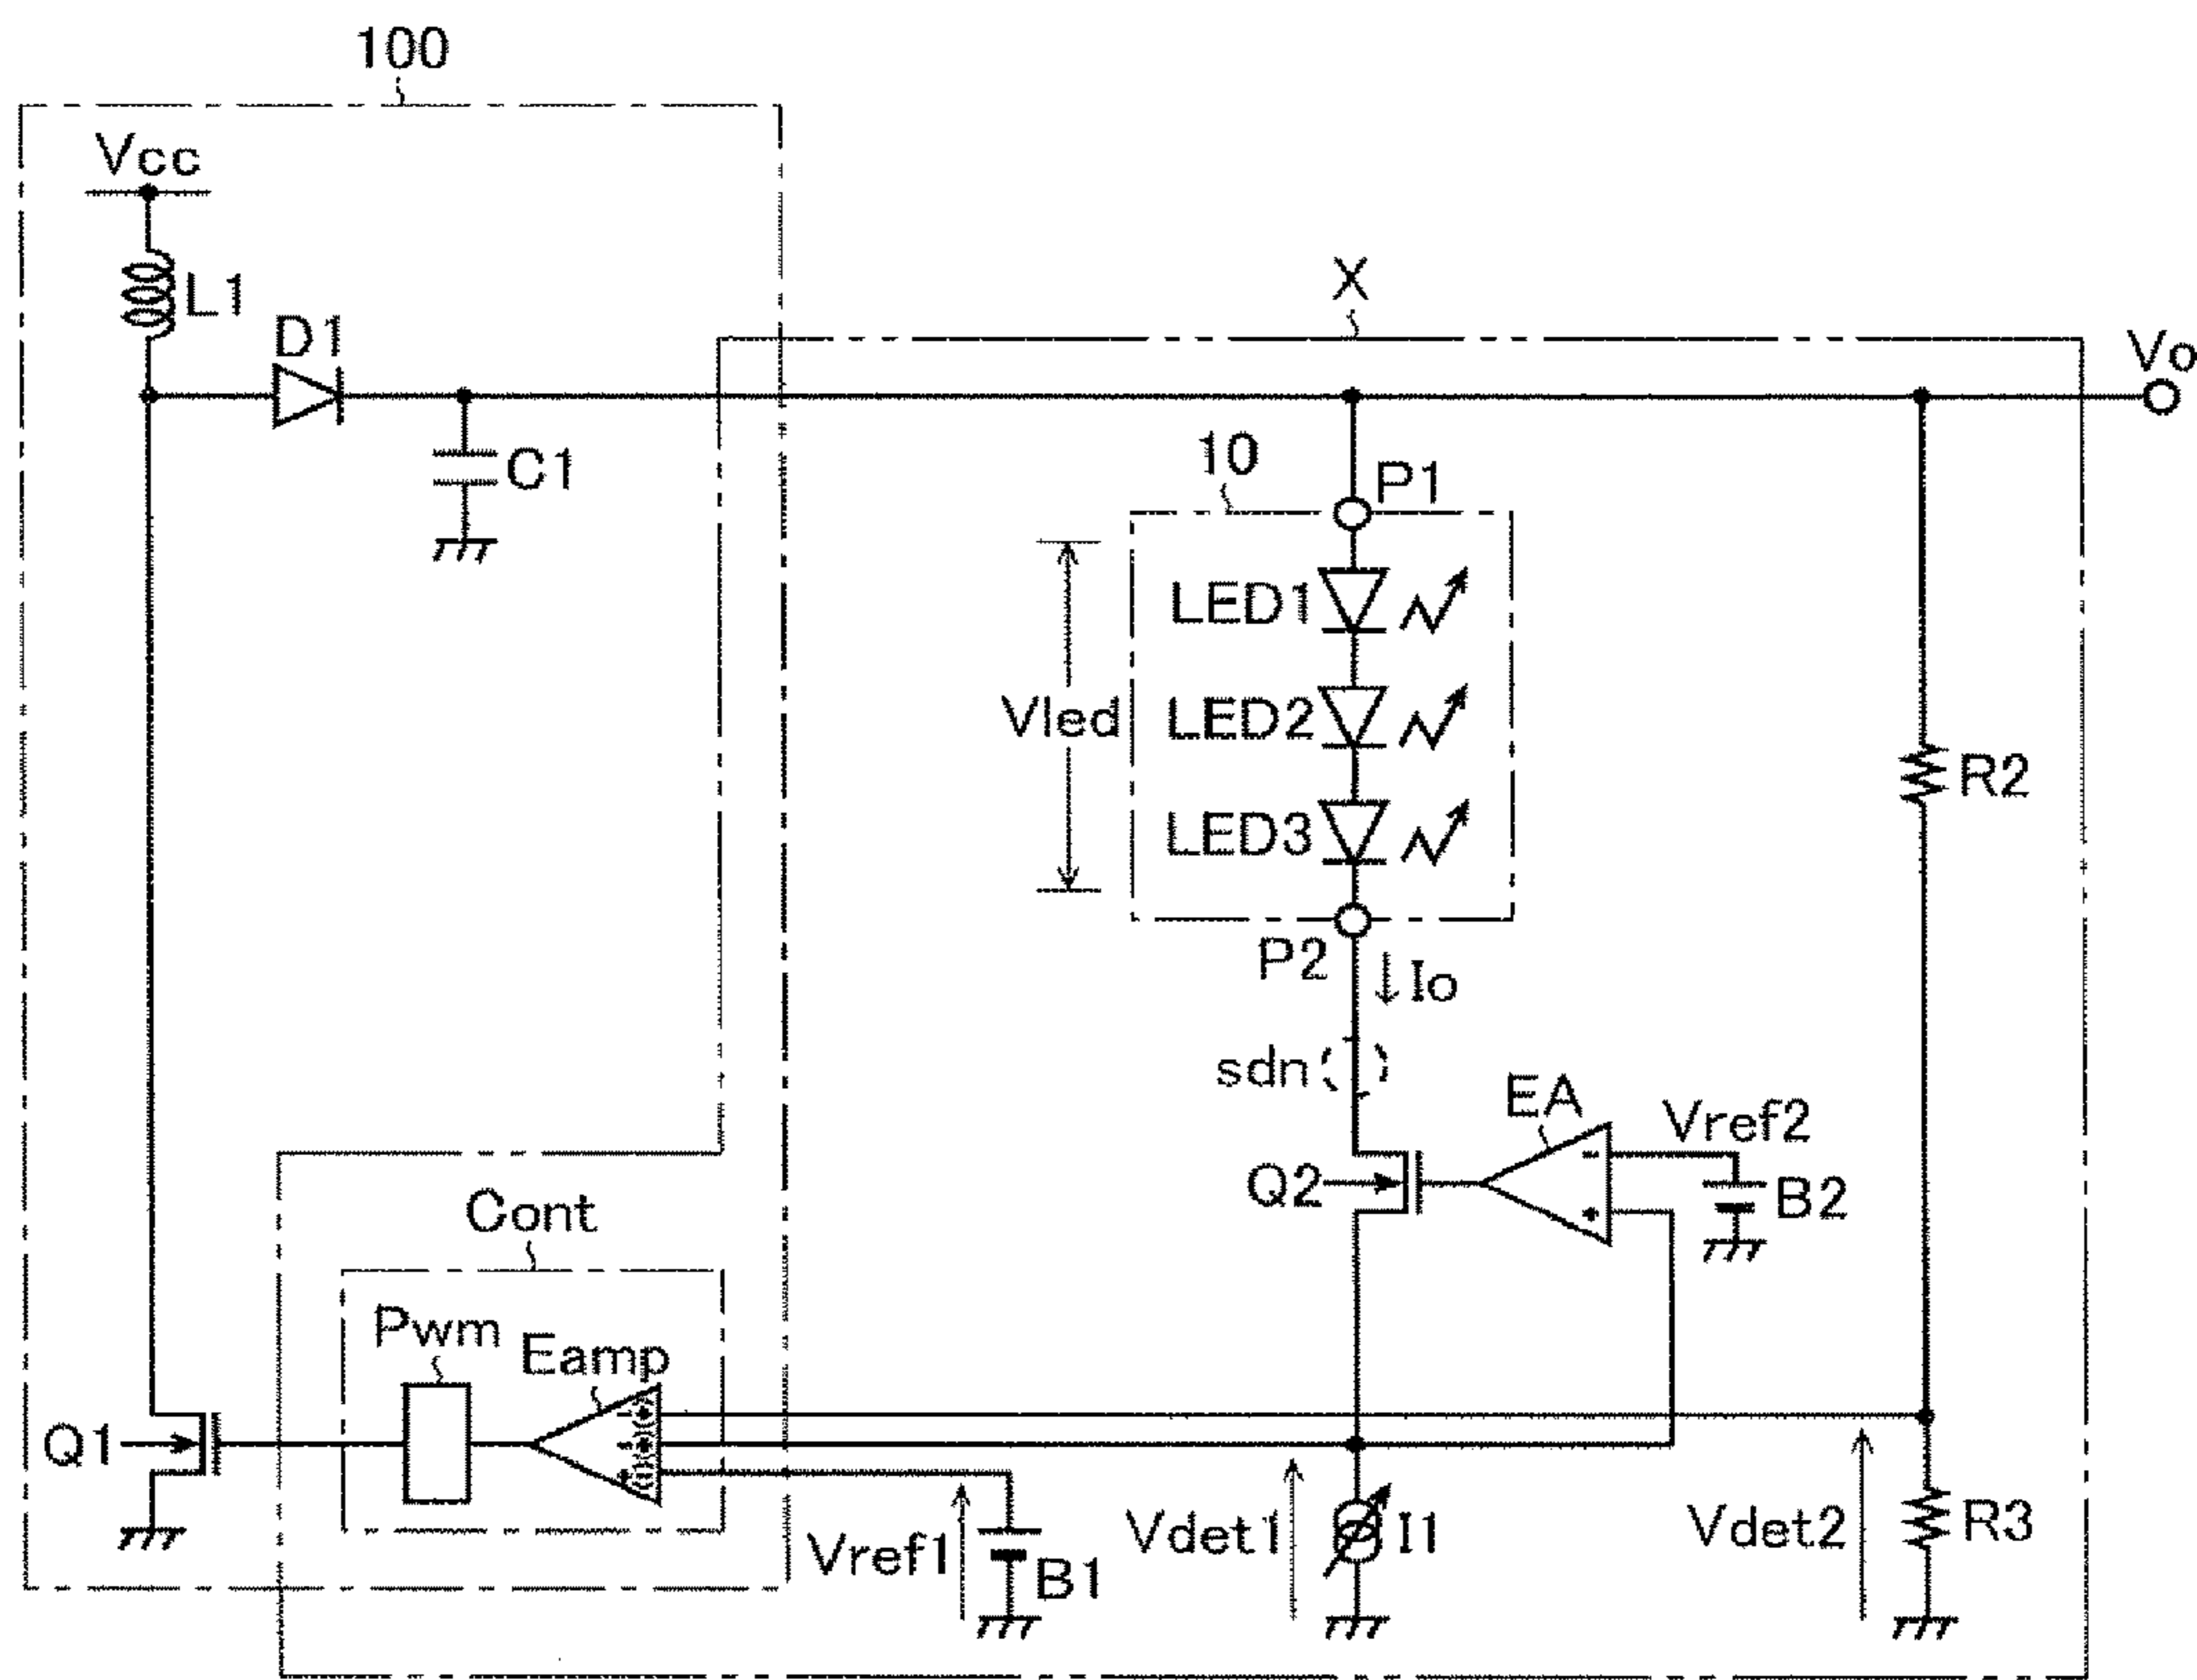 100
Vcc
L1
D1
C1
X
Vo
10
P1
LED1
LED2
LED3
Vled
R2
P2
Io
sdn
EA
Vref2
Q2
-
+
B2
Cont
Pwm
Eamp
Q1
Vref1
B1
Vdet1
I1
Vdet2
R3